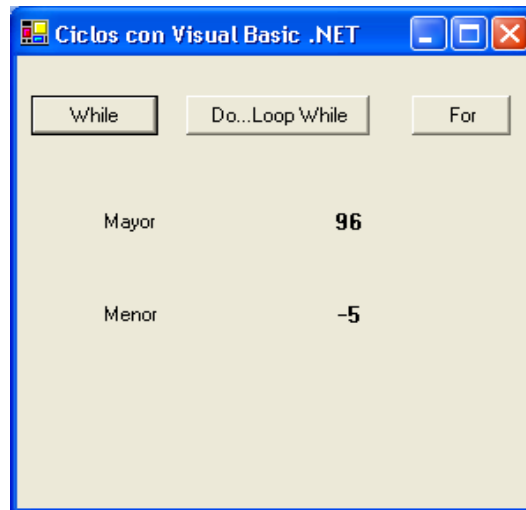 Ciclos con Visual Basic .NET
While Do...Loop While For
Mayor 96
Menor -5